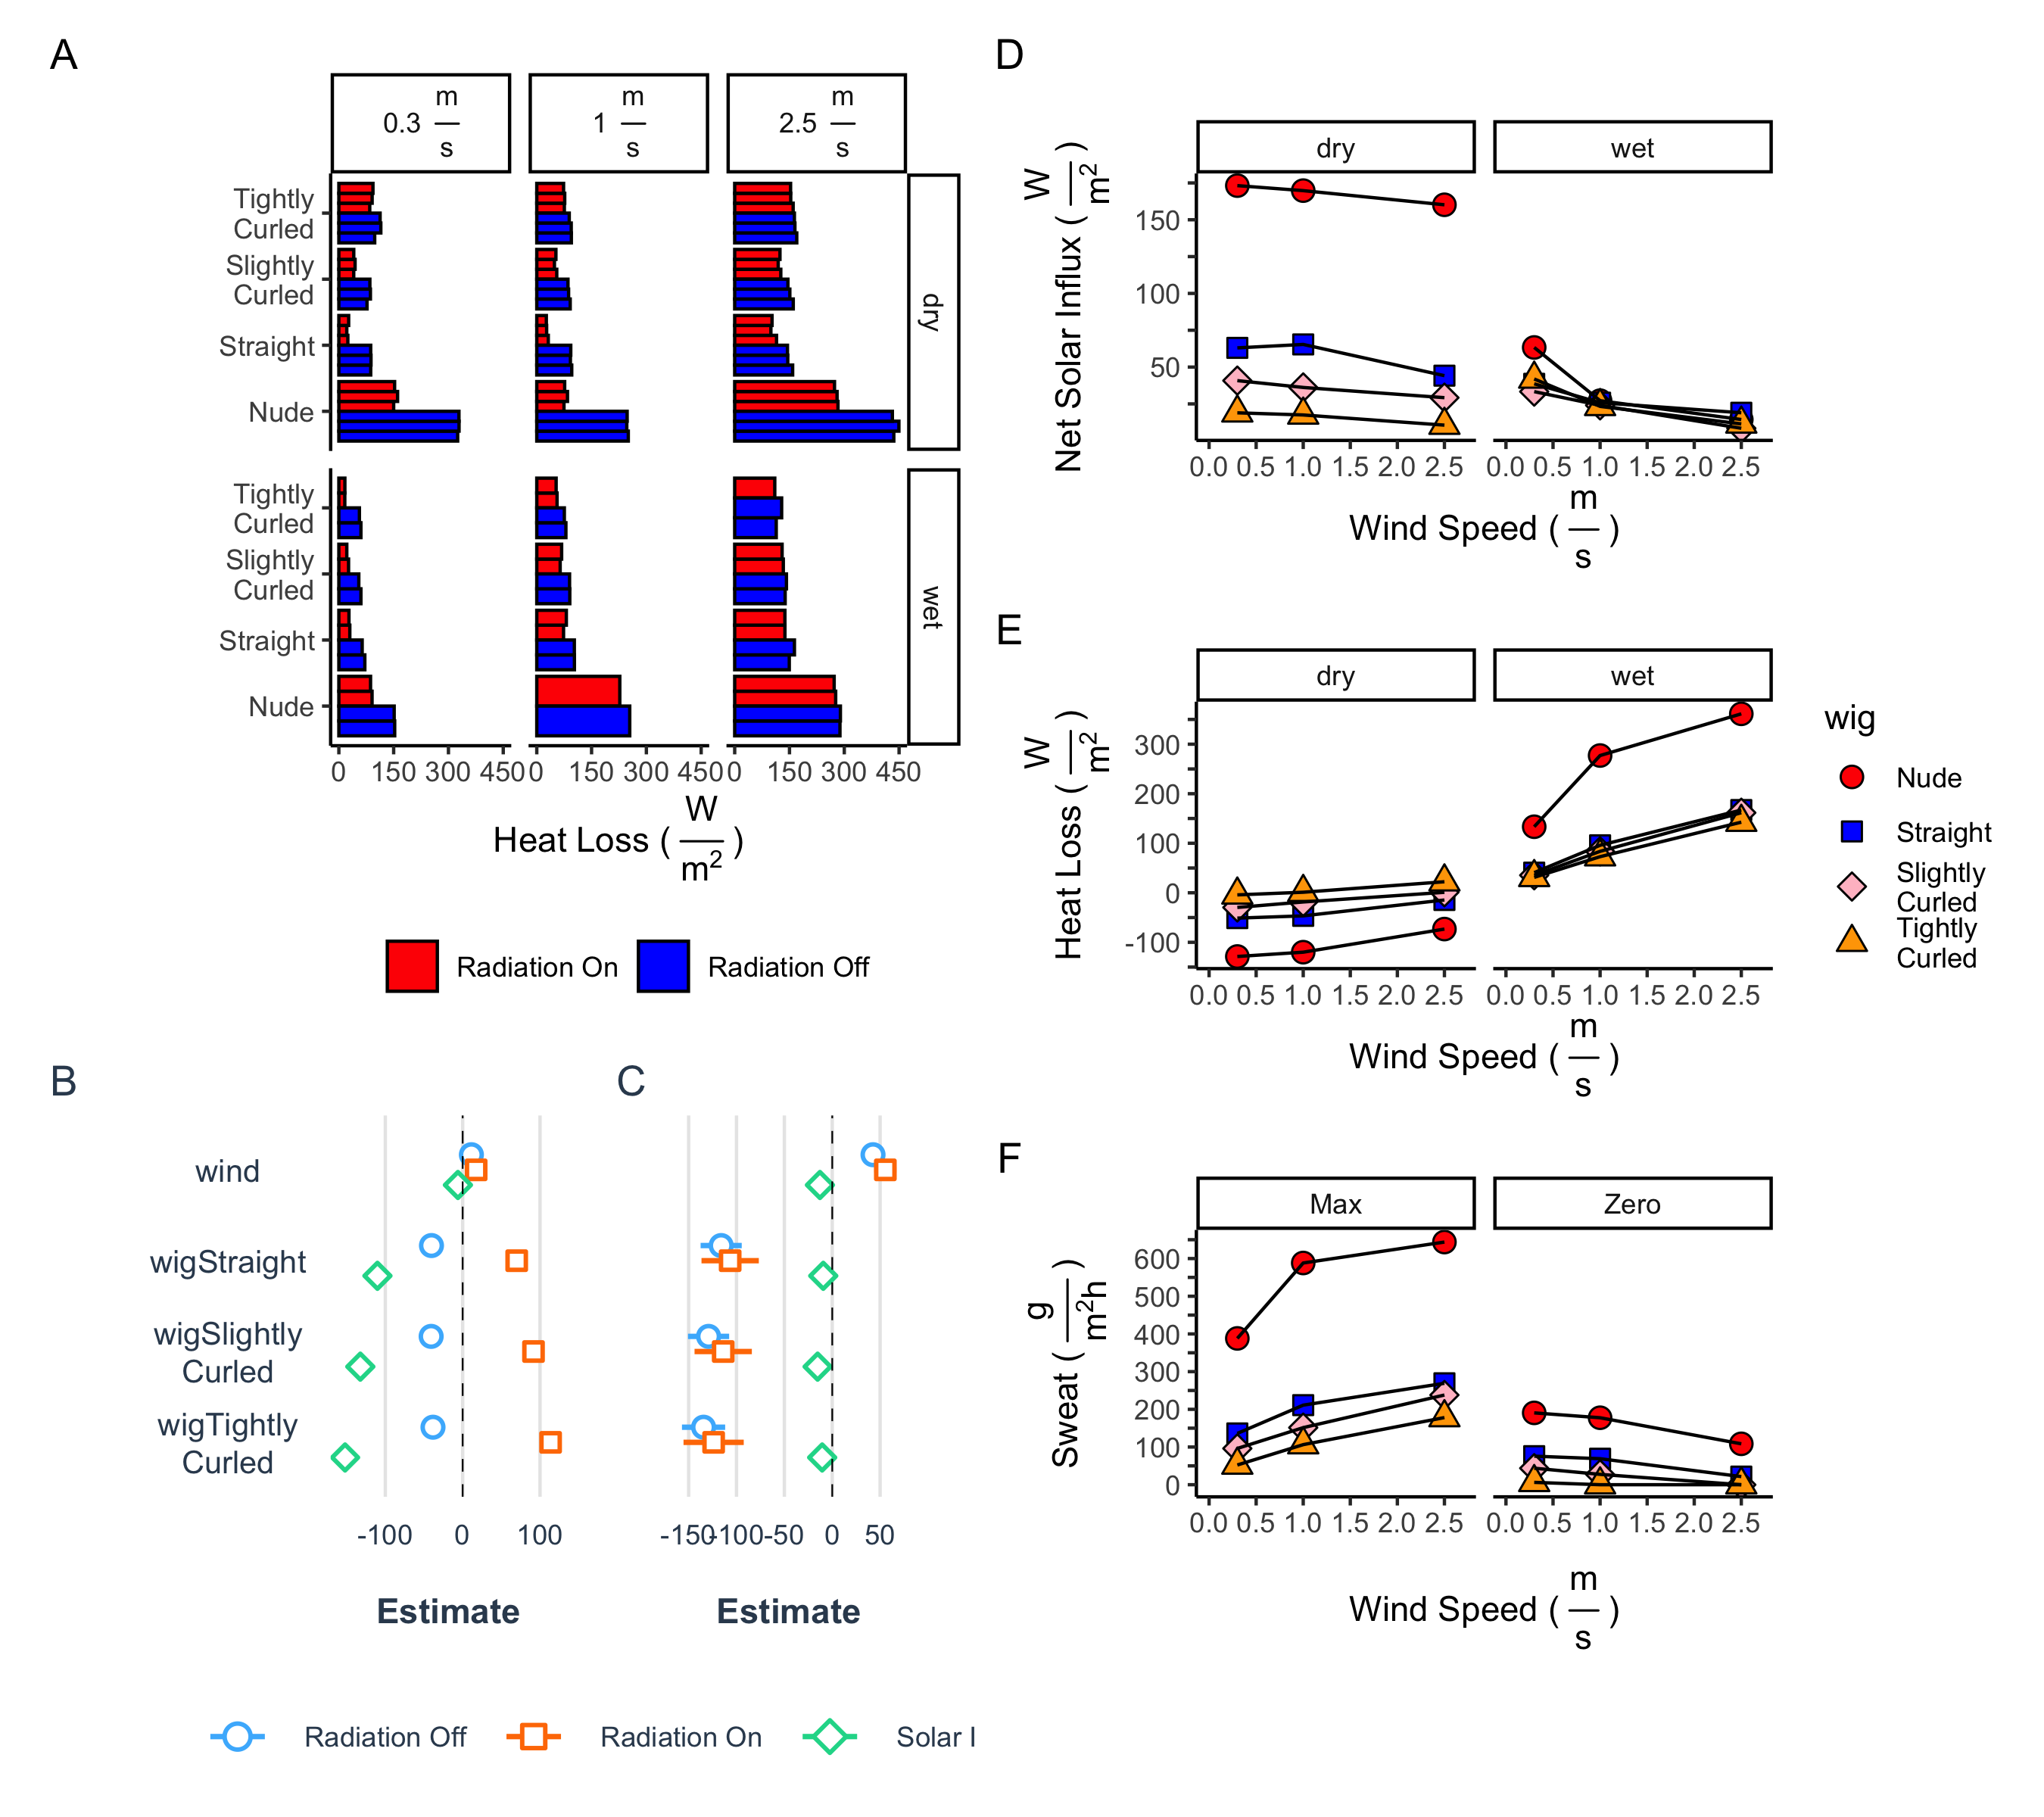 A
0.3 m/s
1 m/s
2.5 m/s
Tightly
Curled
Slightly
Curled
Straight
Nude
dry
Tightly
Curled
Slightly
Curled
Straight
Nude
wet
0 150 300 450
0 150 300 450
0 150 300 450
Heat Loss ( W/m² )
Radiation On
Radiation Off
B
wind
wigStraight
wigSlightly
Curled
wigTightly
Curled
-100 0 100
Estimate
C
-150 -100 -50 0 50
Estimate
Radiation Off
Radiation On
Solar I
D
dry
wet
Net Solar Influx ( W/m² )
150
100
50
0.0 0.5 1.0 1.5 2.0 2.5
0.0 0.5 1.0 1.5 2.0 2.5
Wind Speed ( m/s )
E
dry
wet
Heat Loss ( W/m² )
300
200
100
0
-100
0.0 0.5 1.0 1.5 2.0 2.5
0.0 0.5 1.0 1.5 2.0 2.5
Wind Speed ( m/s )
wig
Nude
Straight
Slightly
Curled
Tightly
Curled
F
Max
Zero
Sweat ( g/m²h )
600
500
400
300
200
100
0
0.0 0.5 1.0 1.5 2.0 2.5
0.0 0.5 1.0 1.5 2.0 2.5
Wind Speed ( m/s )